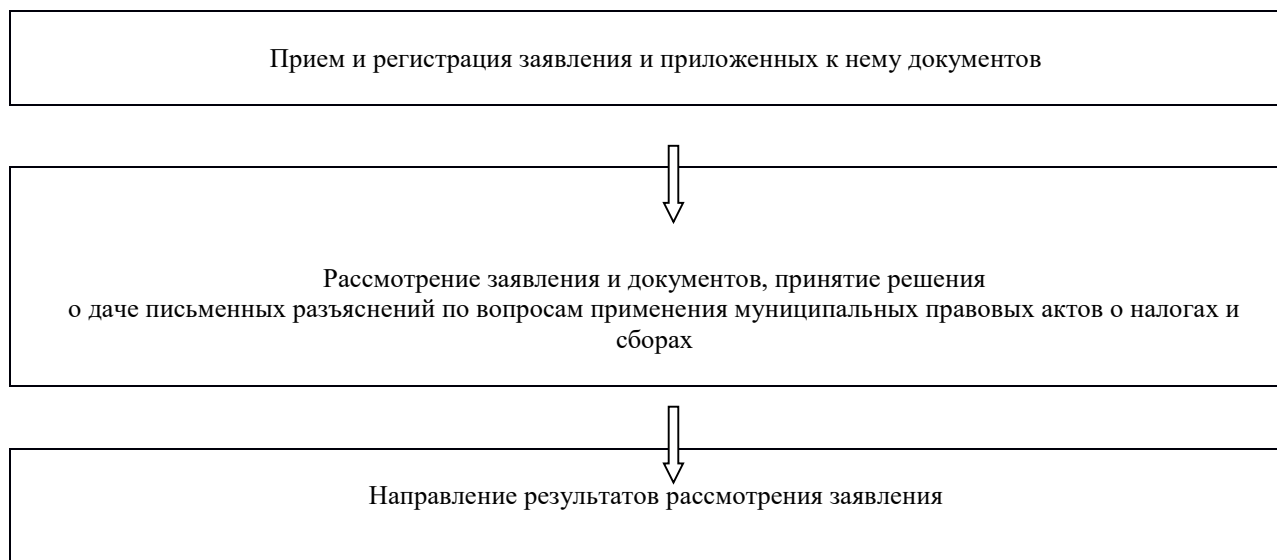 Прием и регистрация заявления и приложенных к нему документов
Рассмотрение заявления и документов, принятие решения
о даче письменных разъяснений по вопросам применения муниципальных правовых актов о налогах и
сборах
Направление результатов рассмотрения заявления